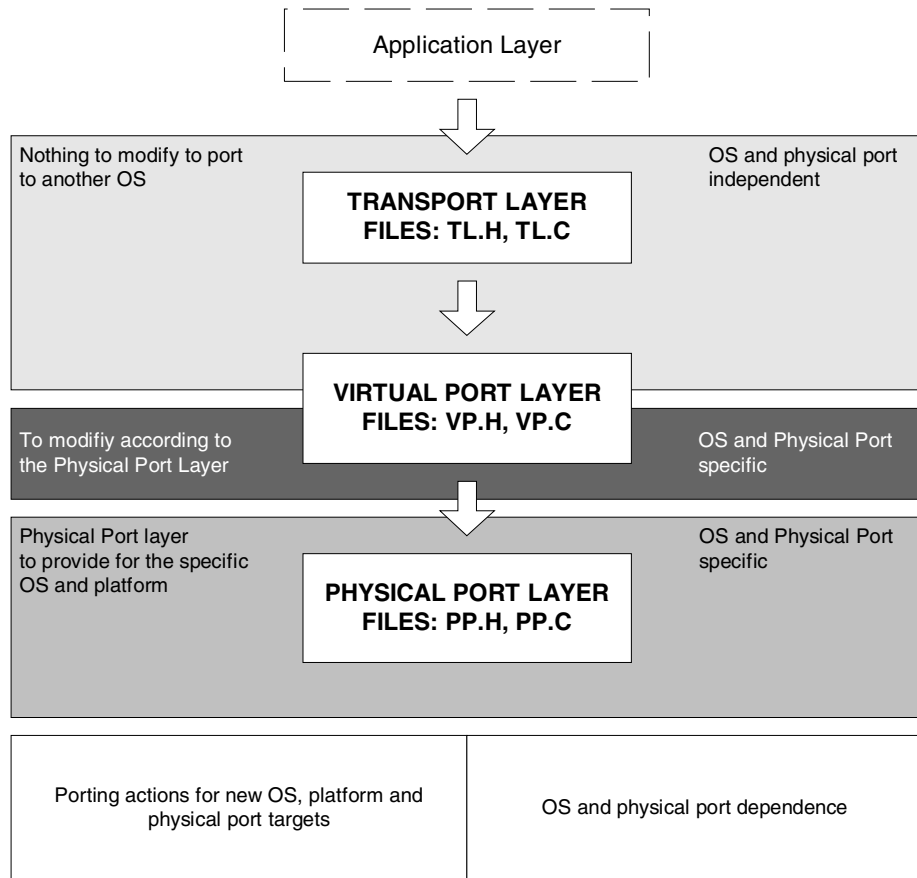 Application Layer
Nothing to modify to port
to another OS
OS and physical port
independent
TRANSPORT LAYER
FILES: TL.H, TL.C
VIRTUAL PORT LAYER
FILES: VP.H, VP.C
To modifiy according to
the Physical Port Layer
OS and Physical Port
specific
Physical Port layer
to provide for the specific
OS and platform
OS and Physical Port
specific
PHYSICAL PORT LAYER
FILES: PP.H, PP.C
Porting actions for new OS, platform and
physical port targets
OS and physical port dependence